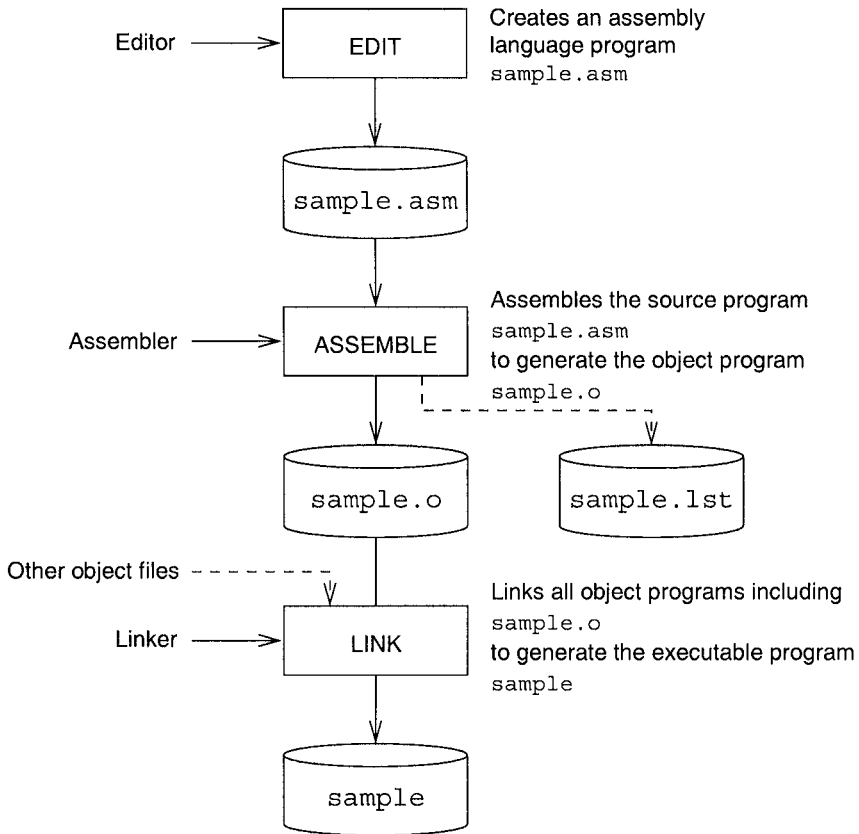 Editor
EDIT
Creates an assembly
language program
sample.asm
sample.asm
Assembler
ASSEMBLE
Assembles the source program
sample.asm
to generate the object program
sample.o
sample.o
sample.lst
Other object files
Linker
LINK
Links all object programs including
sample.o
to generate the executable program
sample
sample